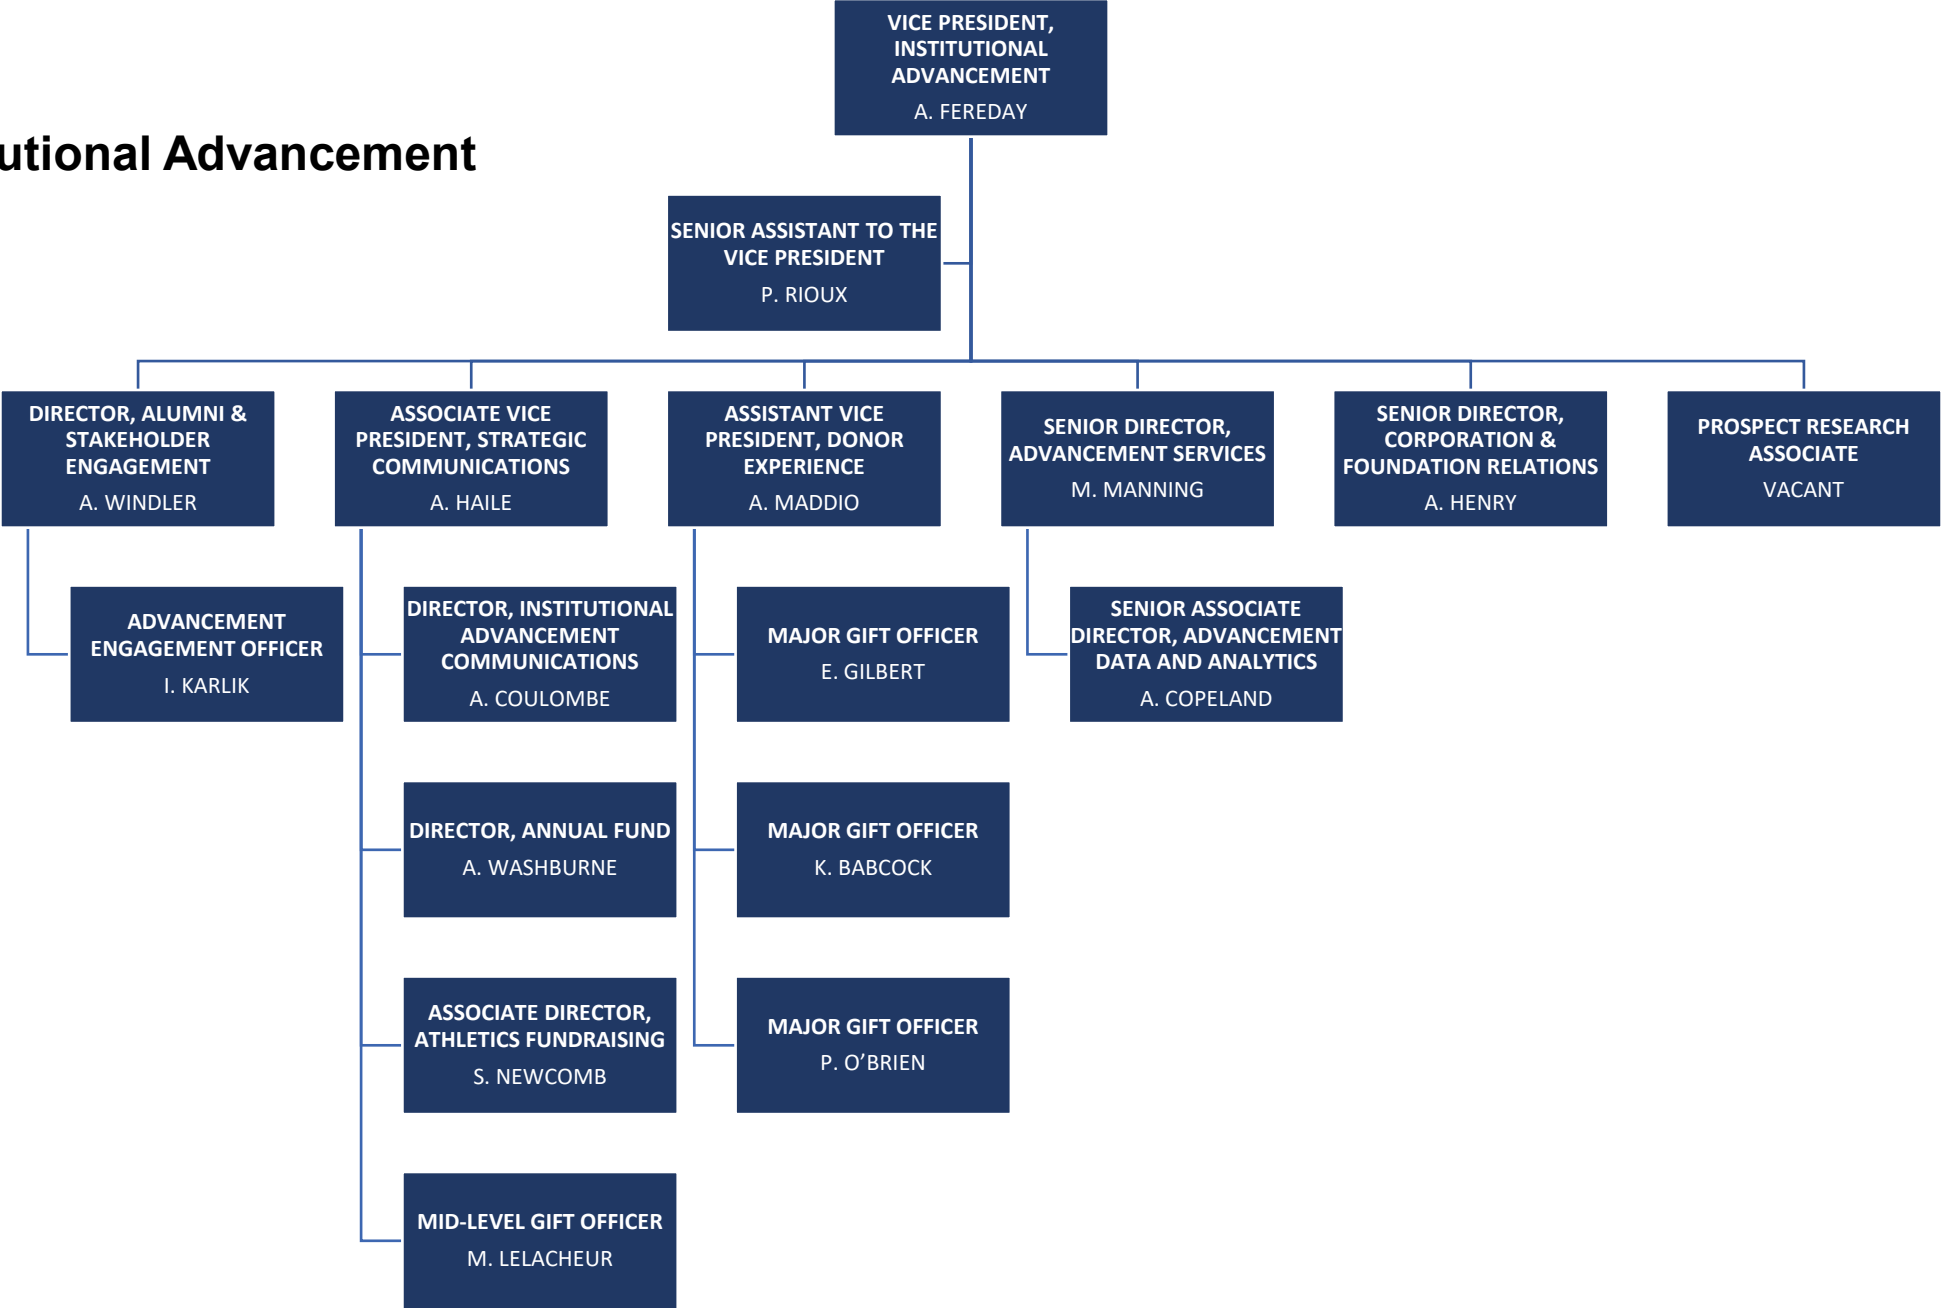 VICE PRESIDENT,
INSTITUTIONAL
ADVANCEMENT
A. FEREDAY
utional Advancement
SENIOR ASSISTANT TO THE
VICE PRESIDENT
P. RIOUX
DIRECTOR, ALUMNI &
STAKEHOLDER
ENGAGEMENT
A. WINDLER
ASSOCIATE VICE
PRESIDENT, STRATEGIC
COMMUNICATIONS
A. HAILE
ASSISTANT VICE
PRESIDENT, DONOR
EXPERIENCE
A. MADDIO
SENIOR DIRECTOR,
ADVANCEMENT SERVICES
M. MANNING
SENIOR DIRECTOR,
CORPORATION &
FOUNDATION RELATIONS
A. HENRY
PROSPECT RESEARCH
ASSOCIATE
VACANT
ADVANCEMENT
ENGAGEMENT OFFICER
I. KARLIK
DIRECTOR, INSTITUTIONAL
ADVANCEMENT
COMMUNICATIONS
A. COULOMBE
MAJOR GIFT OFFICER
E. GILBERT
SENIOR ASSOCIATE
DIRECTOR, ADVANCEMENT
DATA AND ANALYTICS
A. COPELAND
DIRECTOR, ANNUAL FUND
A. WASHBURNE
MAJOR GIFT OFFICER
K. BABCOCK
ASSOCIATE DIRECTOR,
ATHLETICS FUNDRAISING
S. NEWCOMB
MAJOR GIFT OFFICER
P. O’BRIEN
MID-LEVEL GIFT OFFICER
M. LELACHEUR